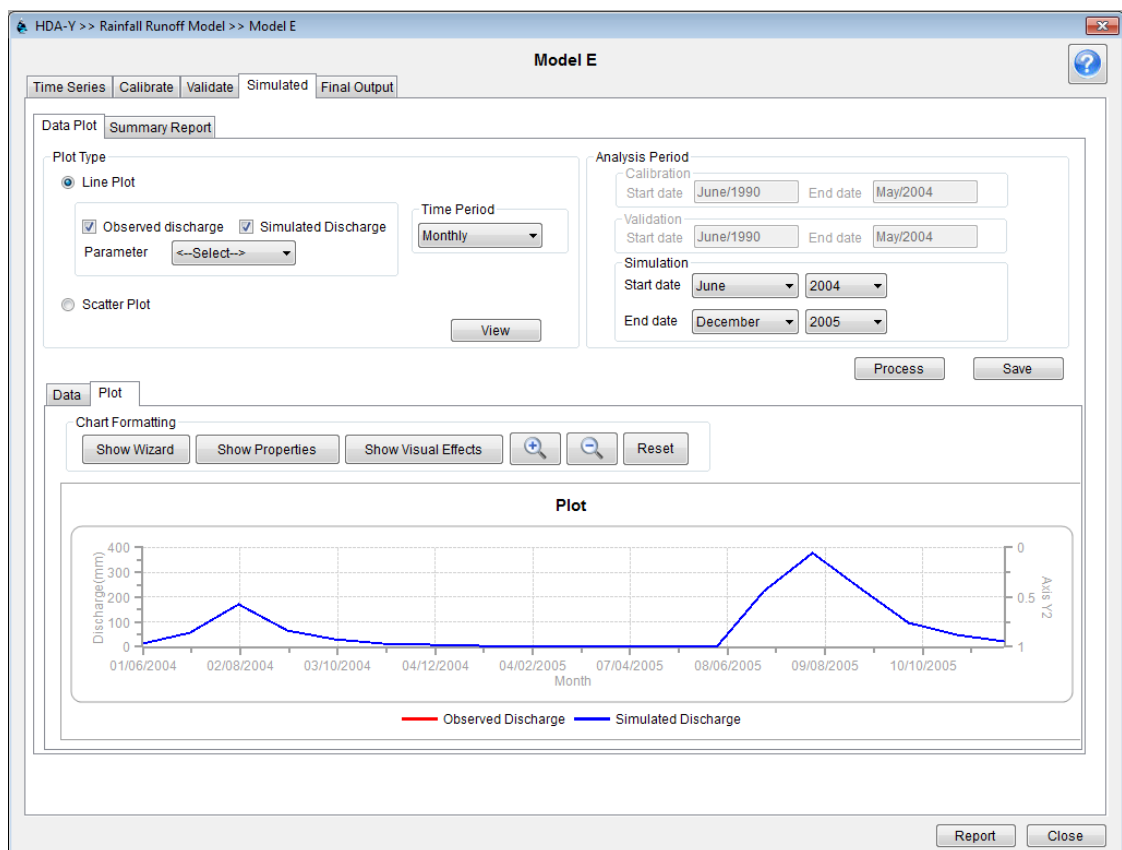 HDA-Y >> Rainfall Runoff Model >> Model E
Model E
Time Series Calibrate Validate Simulated Final Output
Data Plot Summary Report
Plot Type
Line Plot
Observed discharge Simulated Discharge
Parameter <--Select-->
Time Period
Monthly
Scatter Plot
View
Analysis Period
Calibration
Start date June/1990 End date May/2004
Validation
Start date June/1990 End date May/2004
Simulation
Start date June 2004
End date December 2005
Process Save
Data Plot
Chart Formatting
Show Wizard Show Properties Show Visual Effects Reset
Plot
Discharge(mm)
400
300
200
100
0
0
0.5
1
Axis Y2
01/06/2004 02/08/2004 03/10/2004 04/12/2004 04/02/2005 07/04/2005 08/06/2005 09/08/2005 10/10/2005
Month
Observed Discharge Simulated Discharge
Report Close